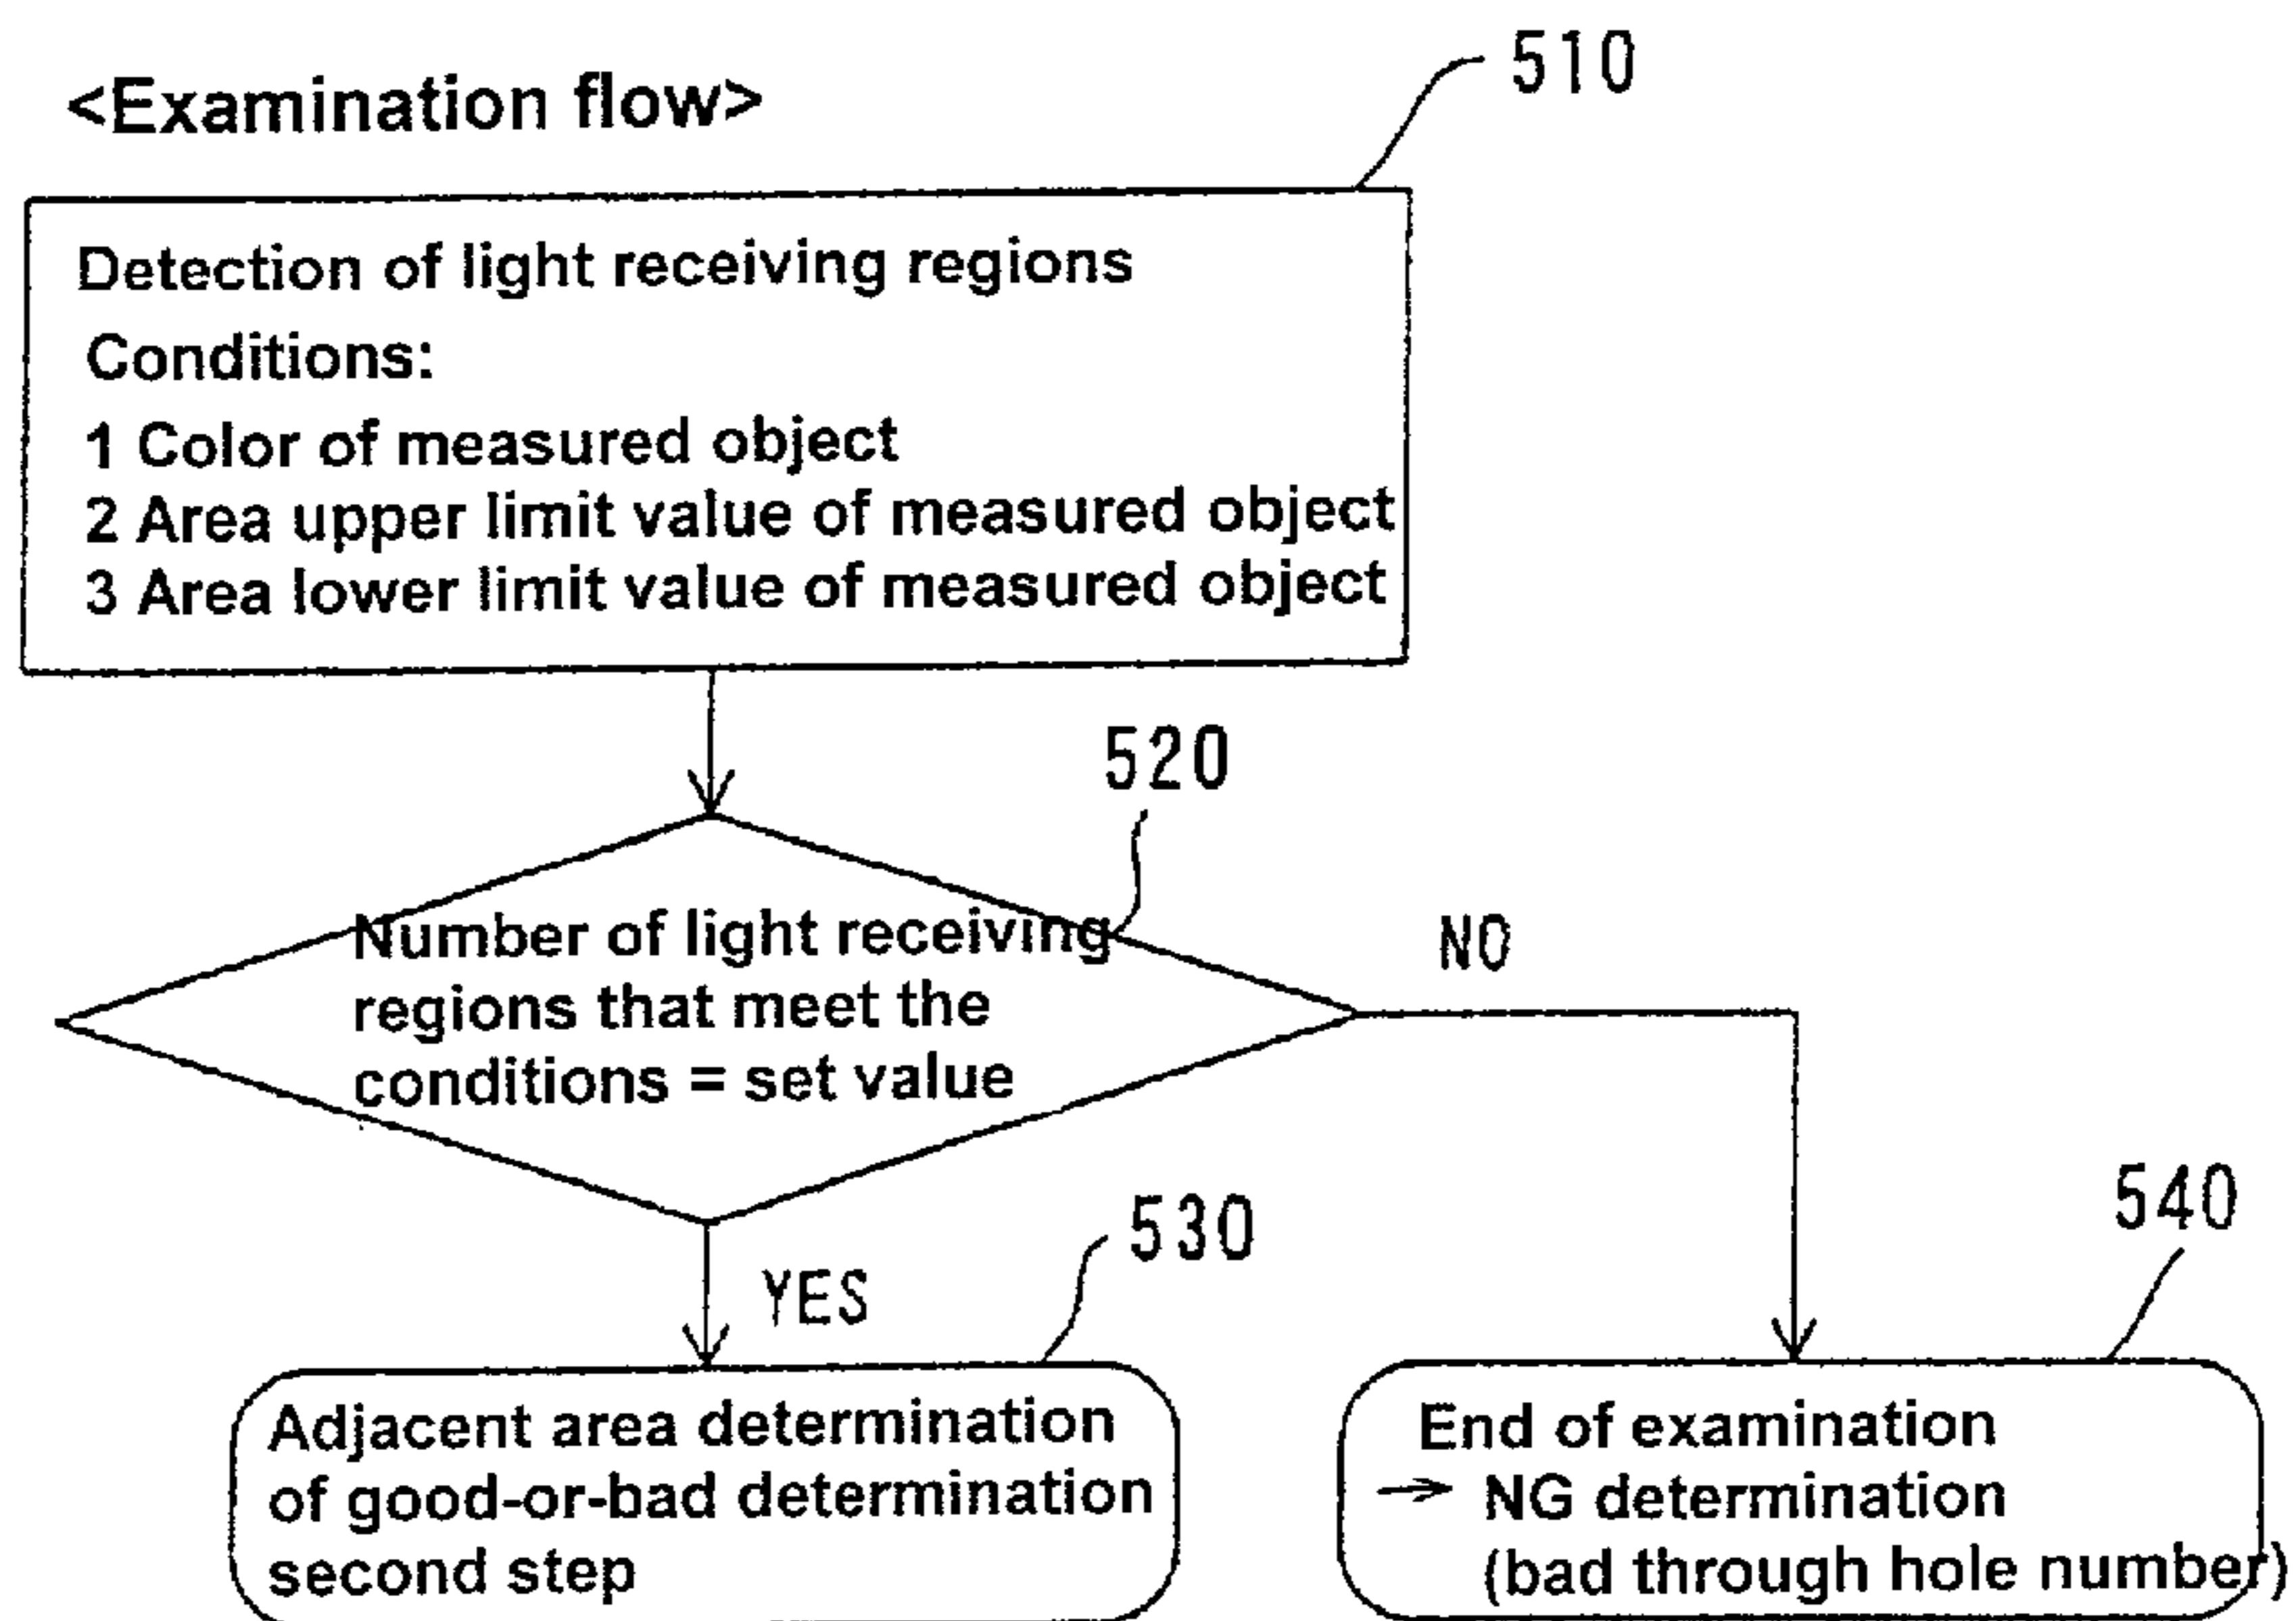 <Examination flow>
510
Detection of light receiving regions
Conditions:
1 Color of measured object
2 Area upper limit value of measured object
3 Area lower limit value of measured object
520
Number of light receiving
regions that meet the
conditions = set value
NO
YES
530
Adjacent area determination
of good-or-bad determination
second step
540
End of examination
→ NG determination
(bad through hole number)